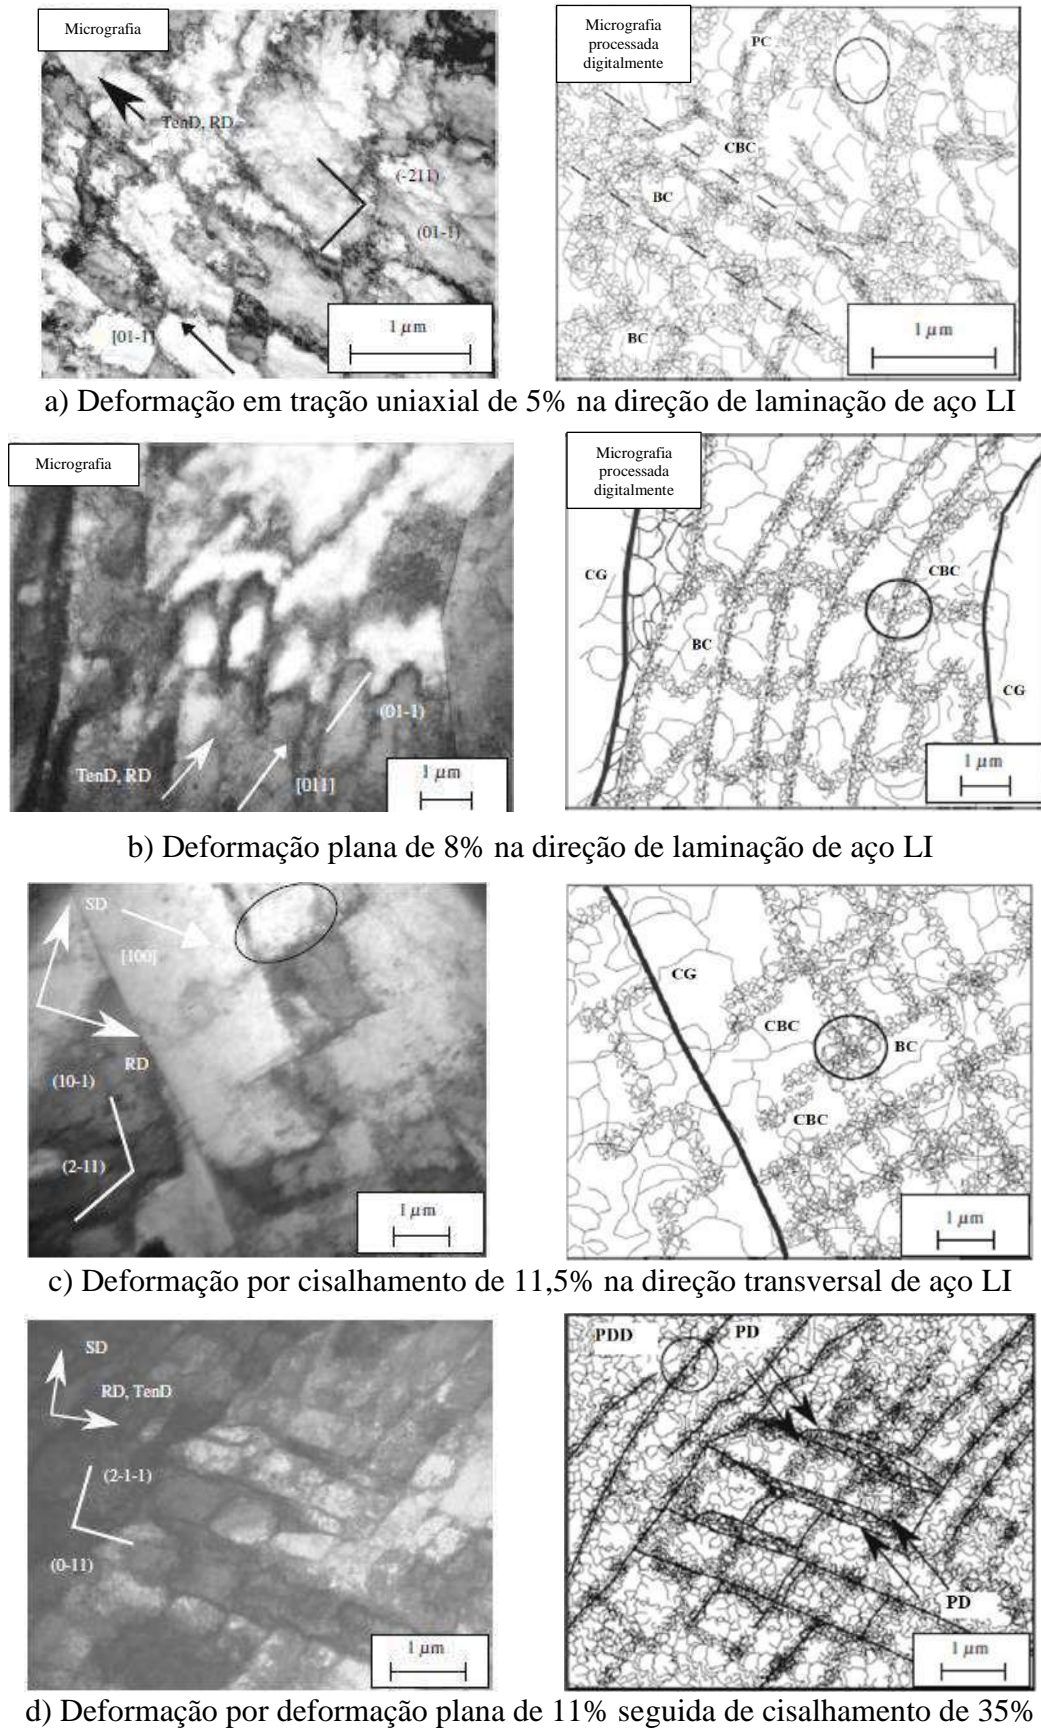 Micrografia
TenD, RD
(-211)
(01-1)
[01-1]
1 μm
Micrografia
processada
digitalmente
PC
CBC
BC
BC
1 μm
a) Deformação em tração uniaxial de 5% na direção de laminação de aço LI
Micrografia
(01-1)
TenD, RD
[011]
1 μm
Micrografia
processada
digitalmente
CG
CBC
BC
CG
1 μm
b) Deformação plana de 8% na direção de laminação de aço LI
SD
[100]
RD
(10-1)
(2-11)
1 μm
CG
CBC
BC
CBC
1 μm
c) Deformação por cisalhamento de 11,5% na direção transversal de aço LI
SD
RD, TenD
(2-1-1)
(0-11)
1 μm
PDD
PD
PD
1 μm
d) Deformação por deformação plana de 11% seguida de cisalhamento de 35%